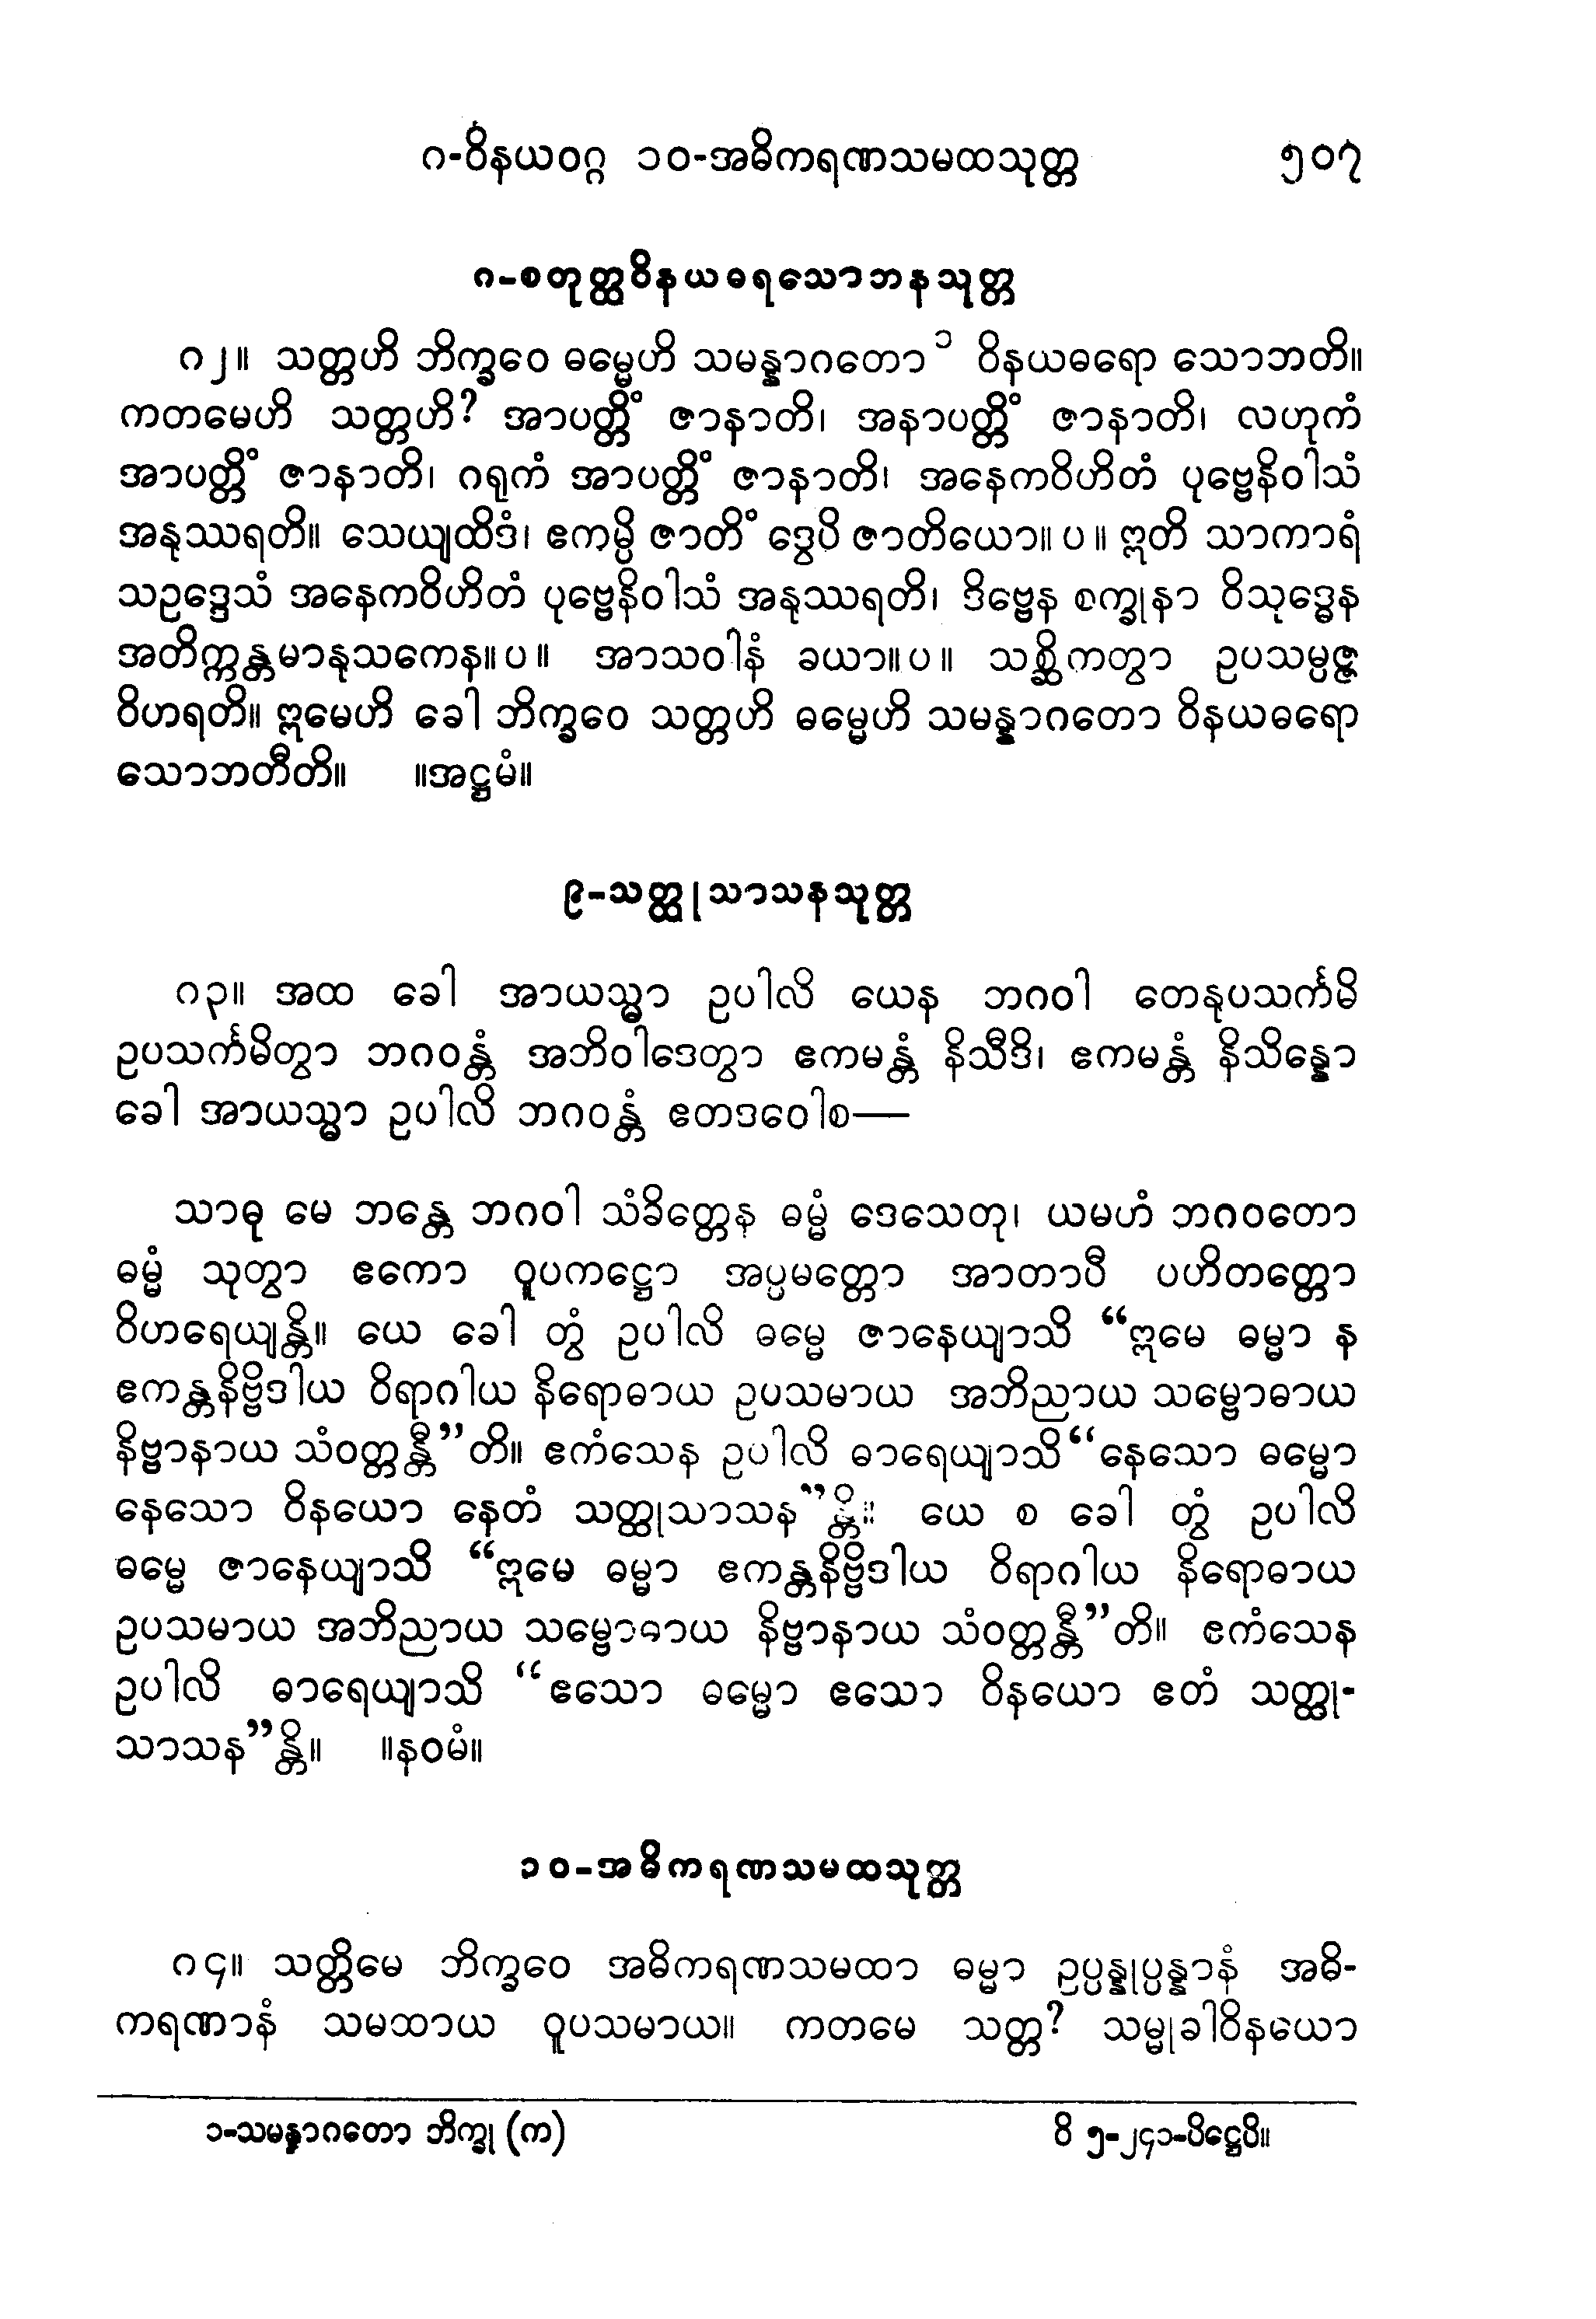 ၈-ဝိနယဝဂ္ဂ ၁၀-အဓိကရဏသမထသုတ္တ ၅၀၇
၈-စတုတ္ထဝိနယဓရသောဘနသုတ္တ
၈၂။ သတ္တဟိ ဘိက္ခဝေ ဓမ္မေဟိ သမန္နာဂတော ၁ ဝိနယဓရော သောဘတိ။
ကတမေဟိ သတ္တဟိ? အာပတ္တိံ ဇာနာတိ၊ အနာပတ္တိံ ဇာနာတိ၊ လဟုကံ
အာပတ္တိံ ဇာနာတိ၊ ဂရုကံ အာပတ္တိံ ဇာနာတိ၊ အနေကဝိဟိတံ ပုဗ္ဗေနိဝါသံ
အနုဿရတိ။ သေယျထိဒံ၊ ဧကမ္ပိ ဇာတိံ ဒွေပိ ဇာတိယော။ ပ ။ ဣတိ သာကာရံ
သဥဒ္ဒေသံ အနေကဝိဟိတံ ပုဗ္ဗေနိဝါသံ အနုဿရတိ၊ ဒိဗ္ဗေန စက္ခုနာ ဝိသုဒ္ဓေန
အတိက္ကန္တမာနုသကေန။ ပ ။ အာသဝါနံ ခယာ။ ပ ။ သစ္ဆိကတွာ ဥပသမ္ပဇ္ဇ
ဝိဟရတိ။ ဣမေဟိ ခေါ ဘိက္ခဝေ သတ္တဟိ ဓမ္မေဟိ သမန္နာဂတော ဝိနယဓရော
သောဘတီတိ။ ။အဋ္ဌမံ။
၉-သတ္ထုသာသနသုတ္တ
၈၃။ အထ ခေါ အာယသ္မာ ဥပါလိ ယေန ဘဂဝါ တေနုပသင်္ကမိ
ဥပသင်္ကမိတွာ ဘဂဝန္တံ အဘိဝါဒေတွာ ဧကမန္တံ နိသီဒိ၊ ဧကမန္တံ နိသိန္နော
ခေါ အာယသ္မာ ဥပါလိ ဘဂဝန္တံ ဧတဒဝေါစ—
သာဓု မေ ဘန္တေ ဘဂဝါ သံခိတ္တေန ဓမ္မံ ဒေသေတု၊ ယမဟံ ဘဂဝတော
ဓမ္မံ သုတွာ ဧကော ဝူပကဋ္ဌော အပ္ပမတ္တော အာတာပီ ပဟိတတ္တော
ဝိဟရေယျန္တိ။ ယေ ခေါ တွံ ဥပါလိ ဓမ္မေ ဇာနေယျာသိ “ဣမေ ဓမ္မာ န
ဧကန္တနိဗ္ဗိဒါယ ဝိရာဂါယ နိရောဓာယ ဥပသမာယ အဘိညာယ သမ္ဗောဓာယ
နိဗ္ဗာနာယ သံဝတ္တန္တီ”တိ။ ဧကံသေန ဥပါလိ ဓာရေယျာသိ “နေသော ဓမ္မော
နေသော ဝိနယော နေတံ သတ္ထုသာသန”န္တိ။ ယေ စ ခေါ တွံ ဥပါလိ
ဓမ္မေ ဇာနေယျာသိ “ဣမေ ဓမ္မာ ဧကန္တနိဗ္ဗိဒါယ ဝိရာဂါယ နိရောဓာယ
ဥပသမာယ အဘိညာယ သမ္ဗောဓာယ နိဗ္ဗာနာယ သံဝတ္တန္တီ”တိ။ ဧကံသေန
ဥပါလိ ဓာရေယျာသိ “ဧသော ဓမ္မော ဧသော ဝိနယော ဧတံ သတ္ထု-
သာသန”န္တိ။ ။နဝမံ။
၁၀-အဓိကရဏသမထသုတ္တ
၈၄။ သတ္တိမေ ဘိက္ခဝေ အဓိကရဏသမထာ ဓမ္မာ ဥပ္ပန္နုပ္ပန္နာနံ အဓိ-
ကရဏာနံ သမထာယ ဝူပသမာယ။ ကတမေ သတ္တ? သမ္မုခါဝိနယော
၁-သမန္နာဂတော ဘိက္ခု (က) ဝိ ၅-၂၄၁-ပိဋ္ဌေပိ။